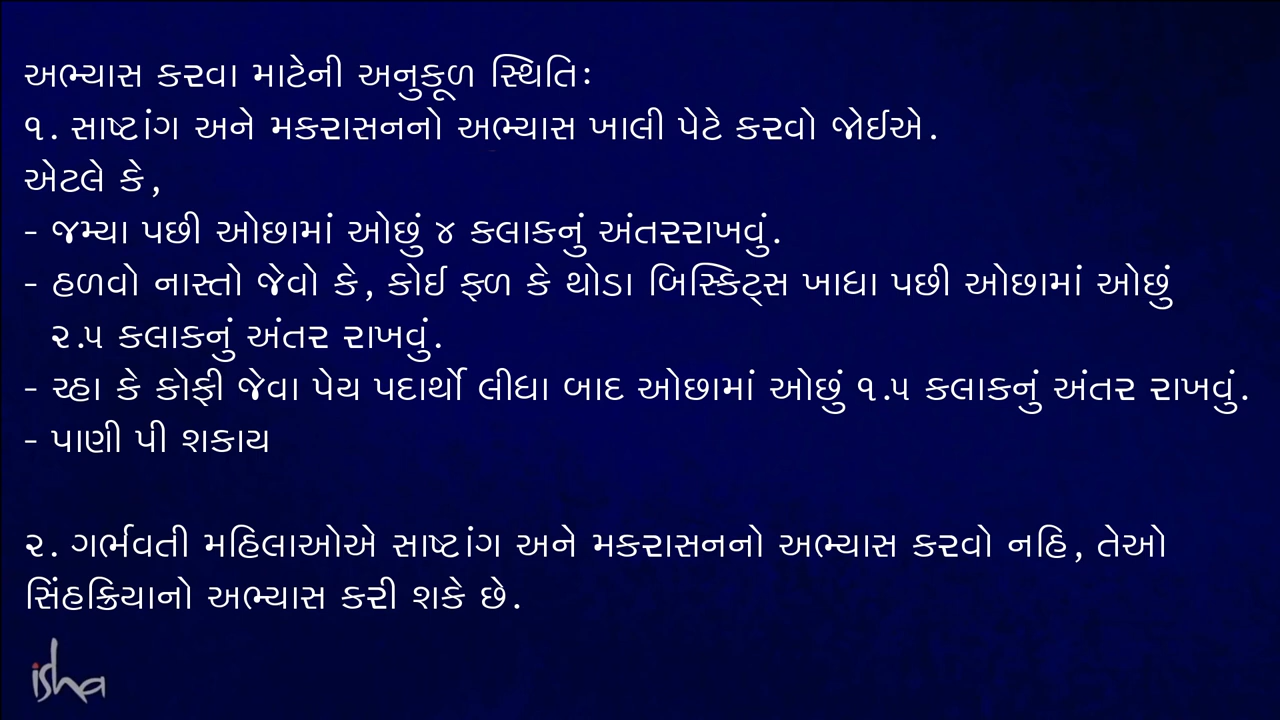 અભ્યાસ કરવા માટેની અનુકૂળ સ્થિતિઃ
૧. સાષ્ટાંગ અને મકરાસનનો અભ્યાસ ખાલી પેટે કરવો જોઈએ.
એટલે કે,
- જમ્યા પછી ઓછામાં ઓછું ૪ કલાકનું અંતરરાખવું.
- હળવો નાસ્તો જેવો કે, કોઈ ફળ કે થોડા બિસ્કિટ્સ ખાધા પછી ઓછામાં ઓછું
૨.૫ કલાકનું અંતર રાખવું.
- ચ્હા કે કોફી જેવા પેય પદાર્થો લીધા બાદ ઓછામાં ઓછું ૧.૫ કલાકનું અંતર રાખવું.
- પાણી પી શકાય
૨. ગર્ભવતી મહિલાઓએ સાષ્ટાંગ અને મકરાસનનો અભ્યાસ કરવો નહિ, તેઓ
સિંહક્રિયાનો અભ્યાસ કરી શકે છે.
isha